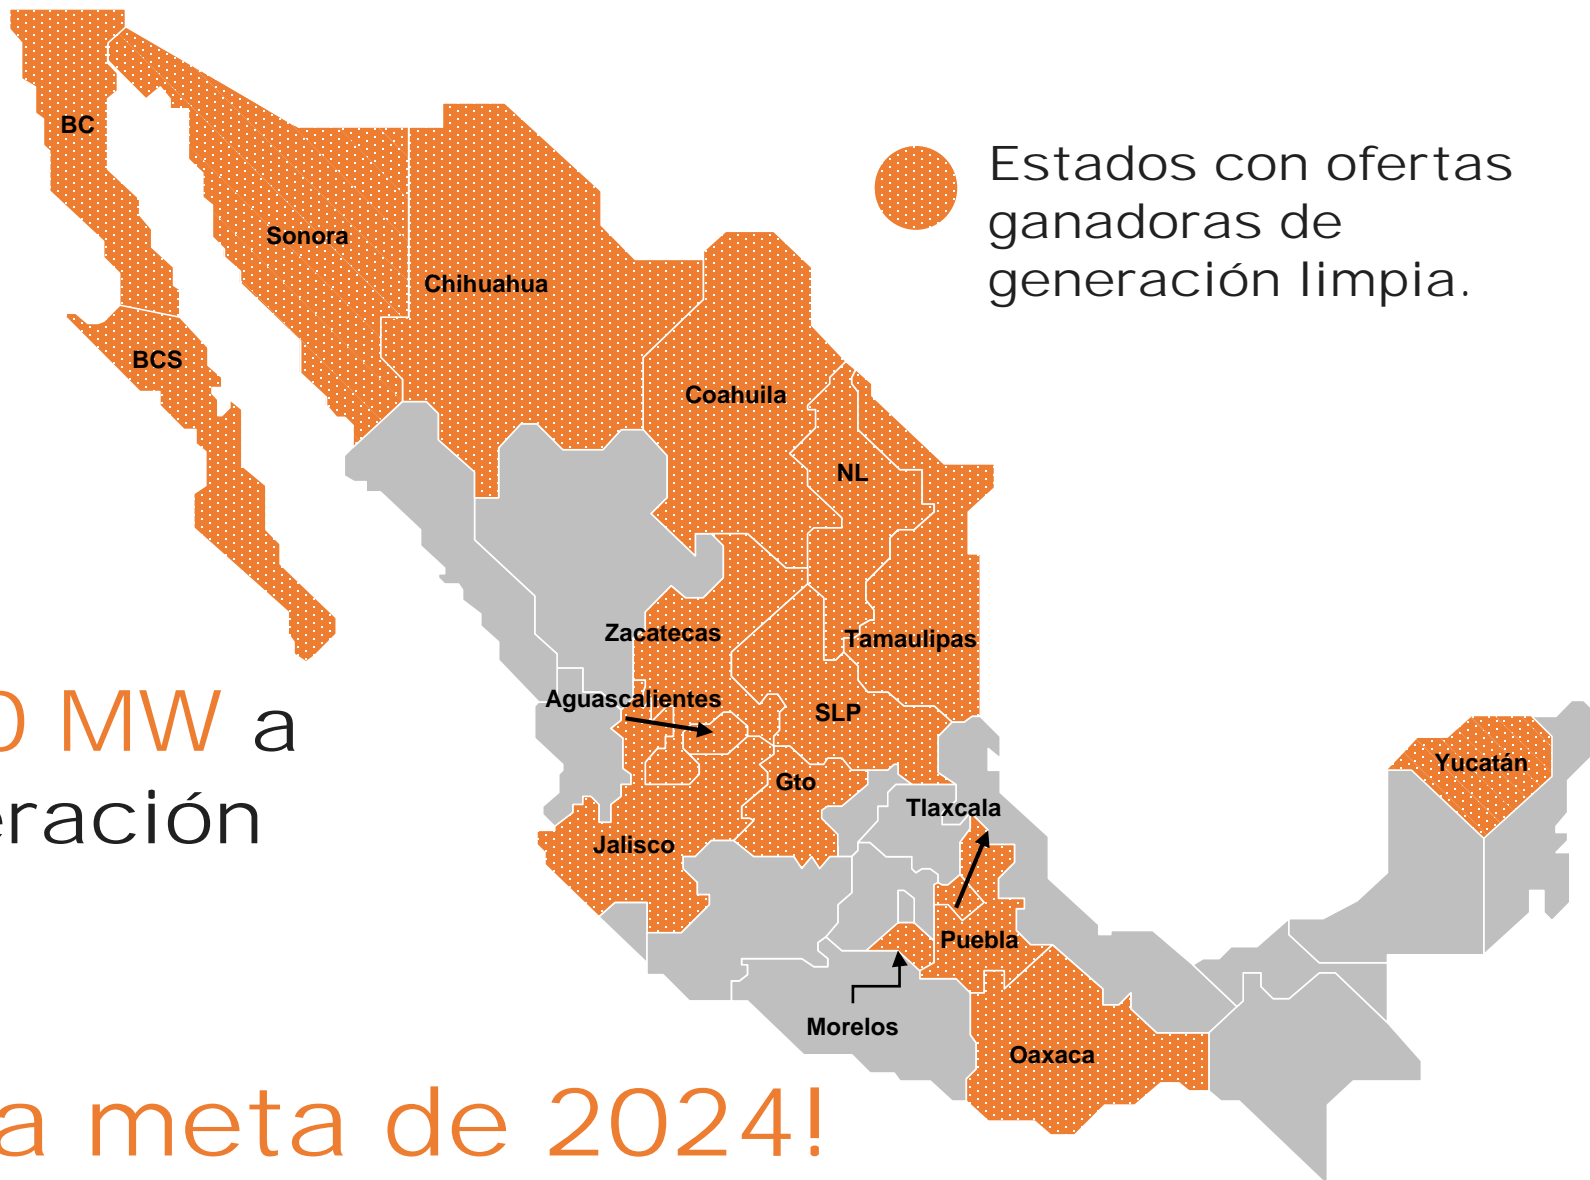 BC
Estados con ofertas
ganadoras de
generación limpia.
Sonora
Chihuahua
BCS
Coahuila
NL
Zacatecas
Tamaulipas
Aguascalientes
SLP
0 MW a
Yucatán
Gto
Tlaxcala
eración
Jalisco
Puebla
Morelos
Oaxaca
a meta de 2024!